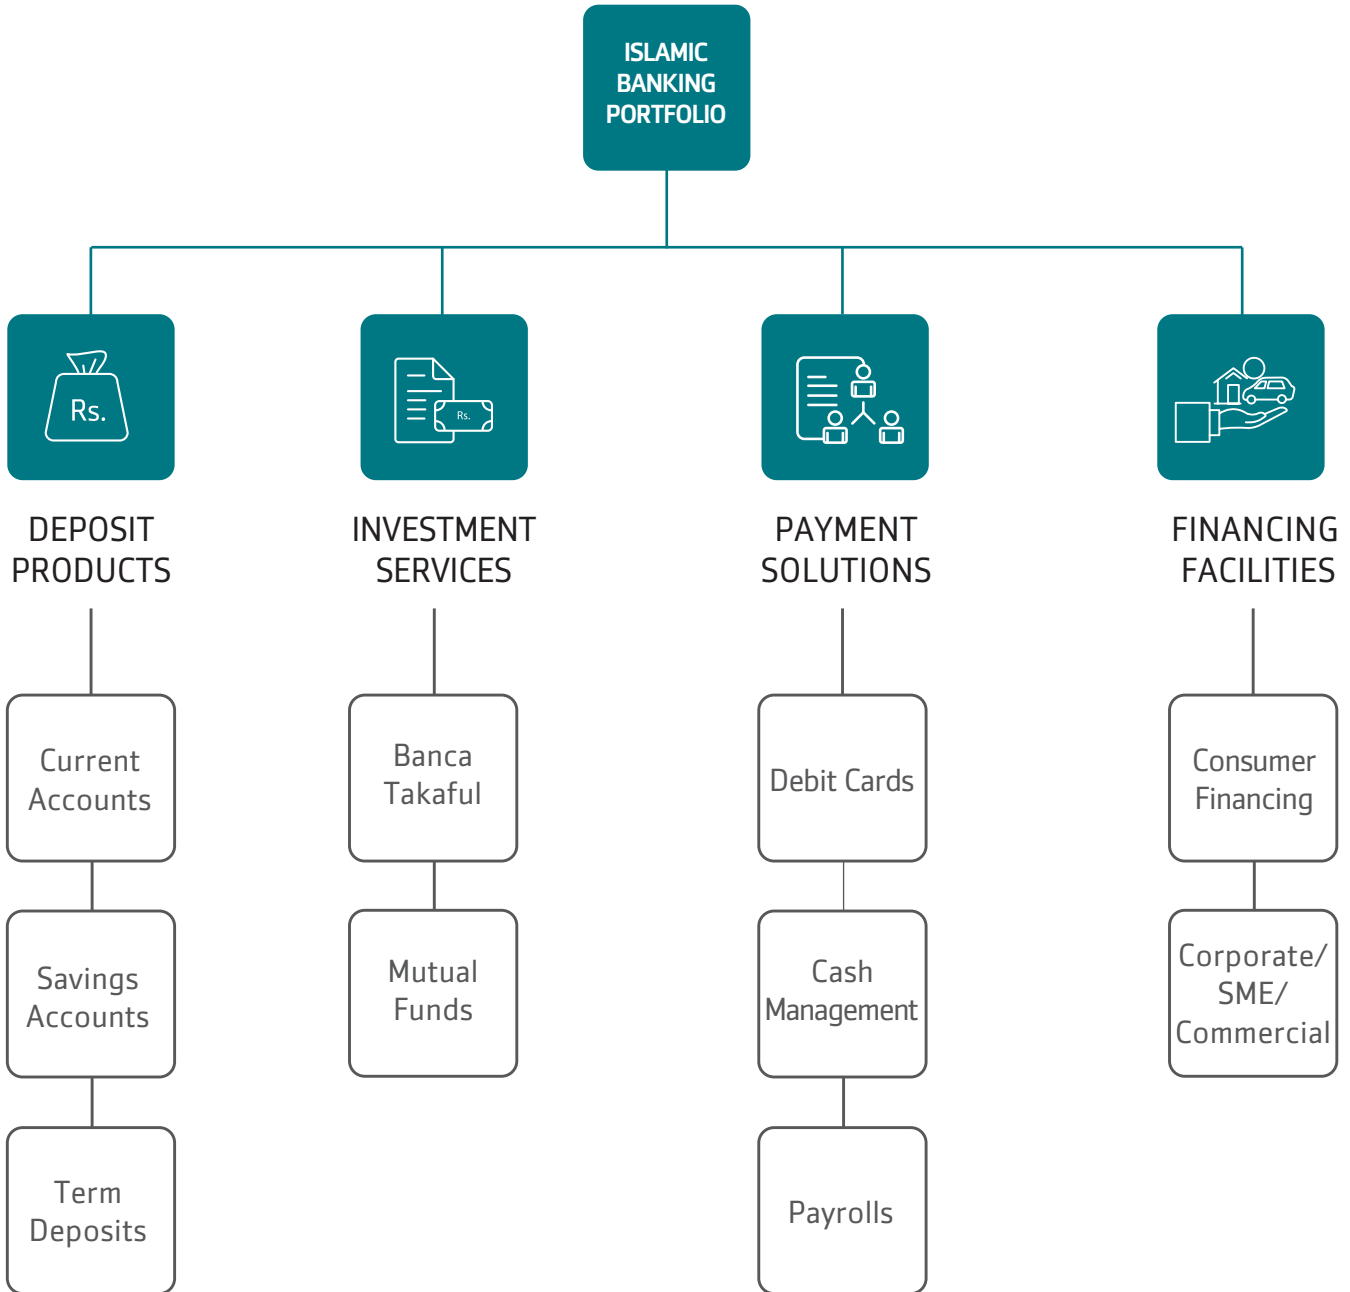 ISLAMIC
BANKING
PORTFOLIO
Rs.
Rs.
DEPOSIT
PRODUCTS
INVESTMENT
SERVICES
PAYMENT
SOLUTIONS
FINANCING
FACILITIES
Current
Accounts
Banca
Takaful
Debit Cards
Consumer
Financing
Savings
Accounts
Mutual
Funds
Cash
Management
Corporate/
SME/
Commercial
Term
Deposits
Payrolls